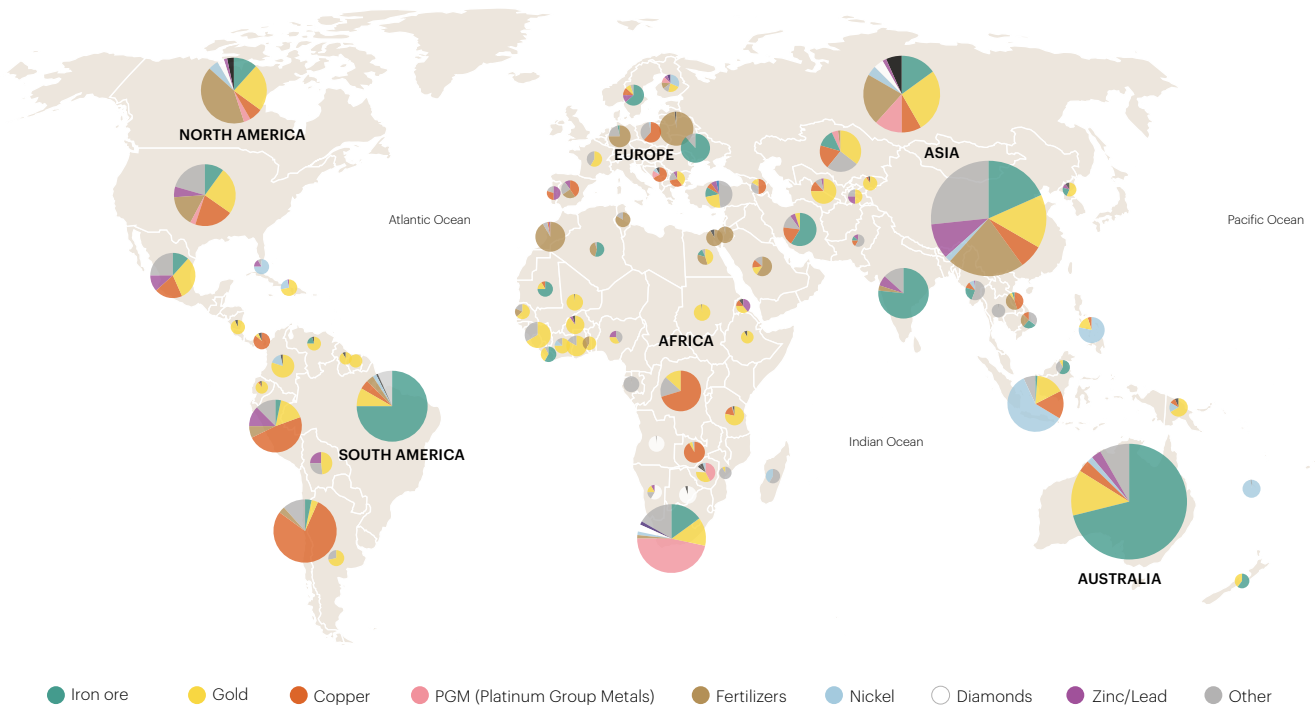 NORTH AMERICA
EUROPE
ASIA
Atlantic Ocean
Pacific Ocean
AFRICA
Indian Ocean
SOUTH AMERICA
AUSTRALIA
Iron ore
Gold
Copper
PGM (Platinum Group Metals)
Fertilizers
Nickel
Diamonds
Zinc/Lead
Other